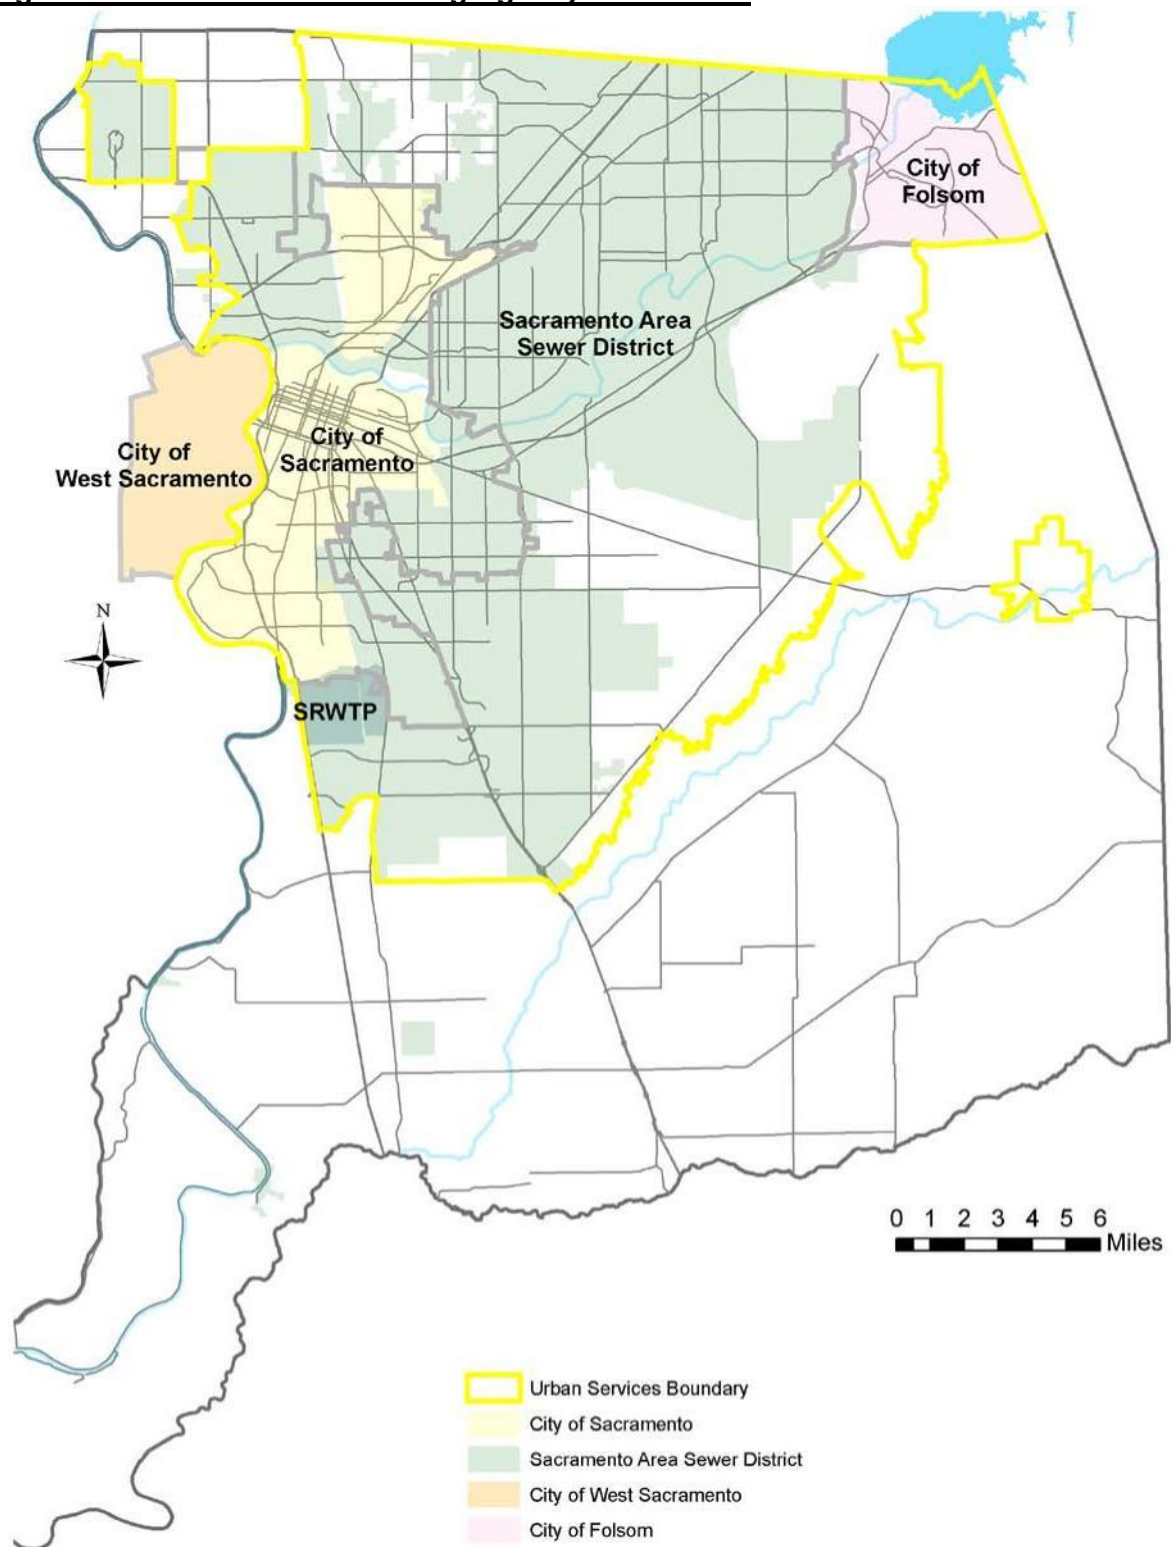 City of
Folsom
Sacramento Area
Sewer District
City of
Sacramento
City of
West Sacramento
N
SRWTP
0 1 2 3 4 5 6
Miles
Urban Services Boundary
City of Sacramento
Sacramento Area Sewer District
City of West Sacramento
City of Folsom